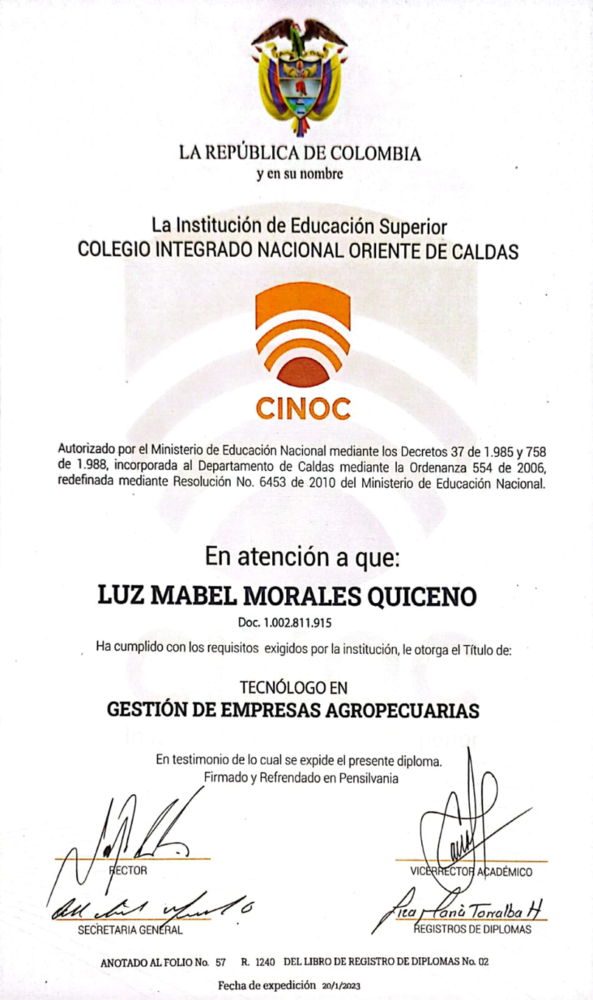 LA REPÚBLICA DE COLOMBIA
y en su nombre
La Institución de Educación Superior
COLEGIO INTEGRADO NACIONAL ORIENTE DE CALDAS
CINOC
Autorizado por el Ministerio de Educación Nacional mediante los Decretos 37 de 1.985 y 758
de 1.988, incorporada al Departamento de Caldas mediante la Ordenanza 554 de 2006,
redefinada mediante Resolución No. 6453 de 2010 del Ministerio de Educación Nacional.
En atención a que:
LUZ MABEL MORALES QUICENO
Doc. 1.002.811.915
Ha cumplido con los requisitos exigidos por la institución, le otorga el Título de:
TECNÓLOGO EN
GESTIÓN DE EMPRESAS AGROPECUARIAS
En testimonio de lo cual se expide el presente diploma.
Firmado y Refrendado en Pensilvania
RECTOR
VICERRECTOR ACADÉMICO
Torralba H
SECRETARIA GENERAL
REGISTROS DE DIPLOMAS
ANOTADO AL FOLIO No. 57 R. 1240 DEL LIBRO DE REGISTRO DE DIPLOMAS No. 02
Fecha de expedición 20/1/2023